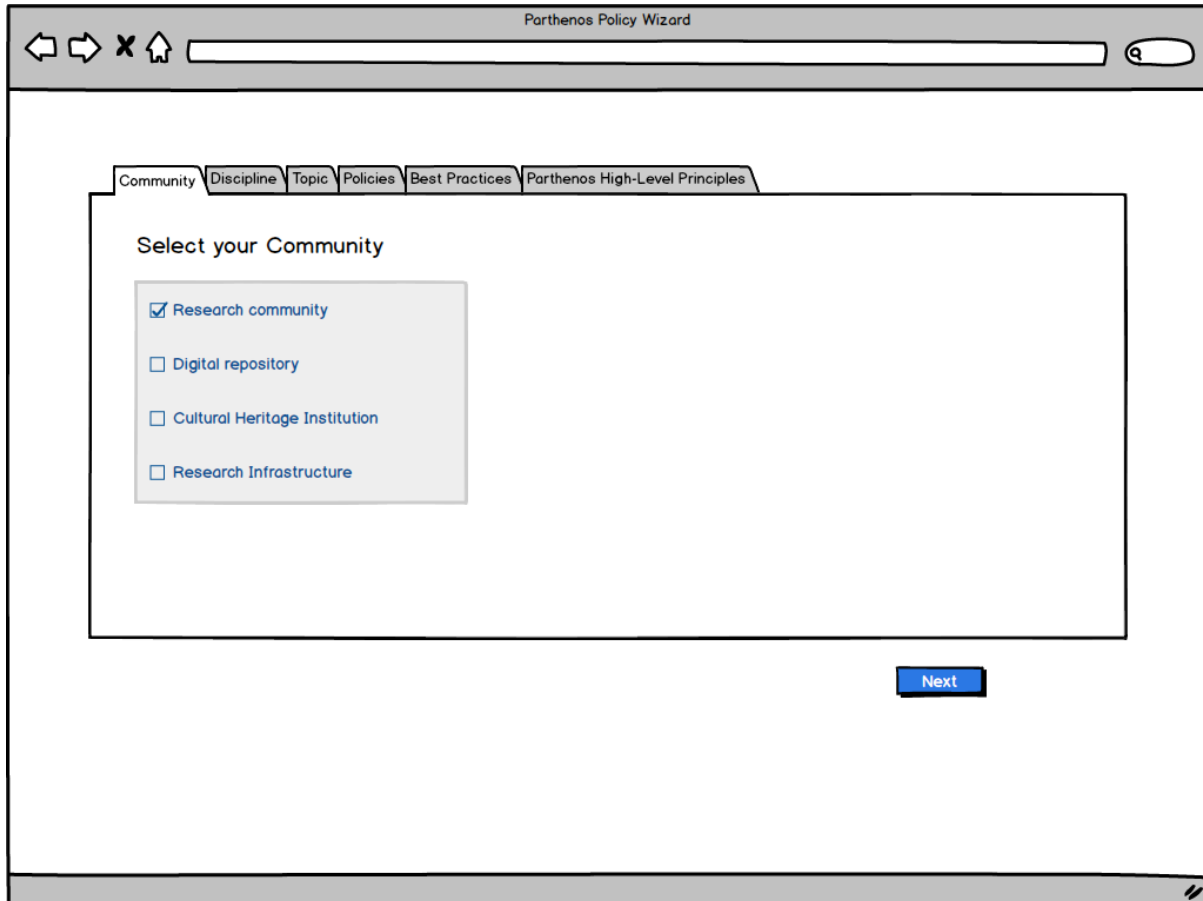 Parthenos Policy Wizard
Community Discipline Topic Policies Best Practices Parthenos High-Level Principles
Select your Community
Research community
Digital repository
Cultural Heritage Institution
Research Infrastructure
Next